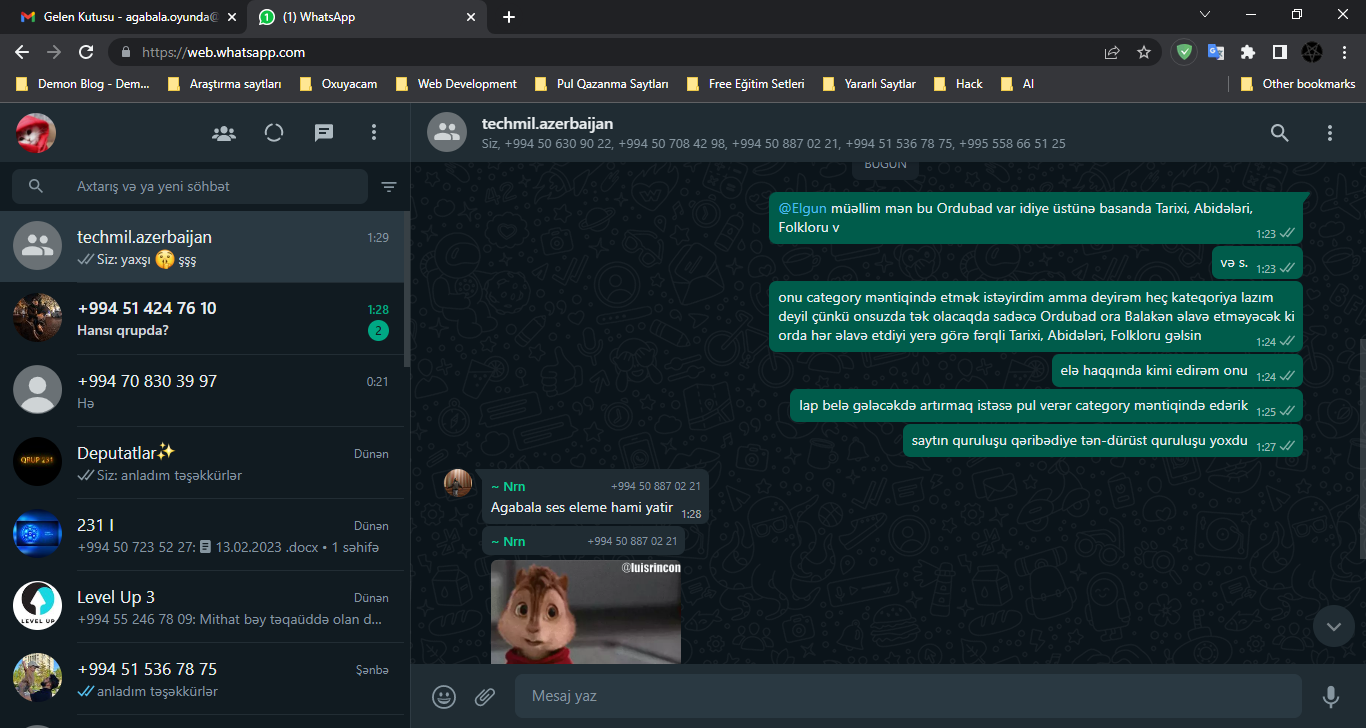 Gelen Kutusu - agabala.oyunda@
(1) WhatsApp
https://web.whatsapp.com
Demon Blog - Dem...
Araştırma saytları
Oxuyacam
Web Development
Pul Qazanma Saytları
Free Eğitim Setleri
Yararlı Saytlar
Hack
AI
Other bookmarks
Axtarış və ya yeni söhbət
techmil.azerbaijan
1:29
Siz: yaxşı 🤫 şşş
+994 51 424 76 10
1:28
Hansı qrupda?
2
+994 70 830 39 97
0:21
Hə
QRUP 231
Deputatlar✨
Dünən
Siz: anladım təşəkkürlər
231 I
Dünən
+994 50 723 52 27: 13.02.2023 .docx • 1 səhifə
LEVEL UP
Level Up 3
Dünən
+994 55 246 78 09: Mithat bəy təqaüddə olan d...
+994 51 536 78 75
Şənbə
anladım təşəkkürlər
techmil.azerbaijan
Siz, +994 50 630 90 22, +994 50 708 42 98, +994 50 887 02 21, +994 51 536 78 75, +995 558 66 51 25
BUGÜN
@Elgun müəllim mən bu Ordubad var idiye üstünə basanda Tarixi, Abidələri,
Folkloru v
1:23
və s.
1:23
onu category məntiqində etmək istəyirdim amma deyirəm heç kateqoriya lazım
deyil çünkü onsuzda tək olacaqda sadəcə Ordubad ora Balakən əlavə etməyəcək ki
orda hər əlavə etdiyi yerə görə fərqli Tarixi, Abidələri, Folkloru gəlsin
1:24
elə haqqında kimi edirəm onu
1:24
lap belə gələcəkdə artırmaq istəsə pul verər category məntiqində edərik
1:25
saytın quruluşu qəribədiye tən-dürüst quruluşu yoxdu
1:27
~ Nrn
+994 50 887 02 21
Agabala ses eleme hami yatir
1:28
~ Nrn
+994 50 887 02 21
@luisrincon
Mesaj yaz